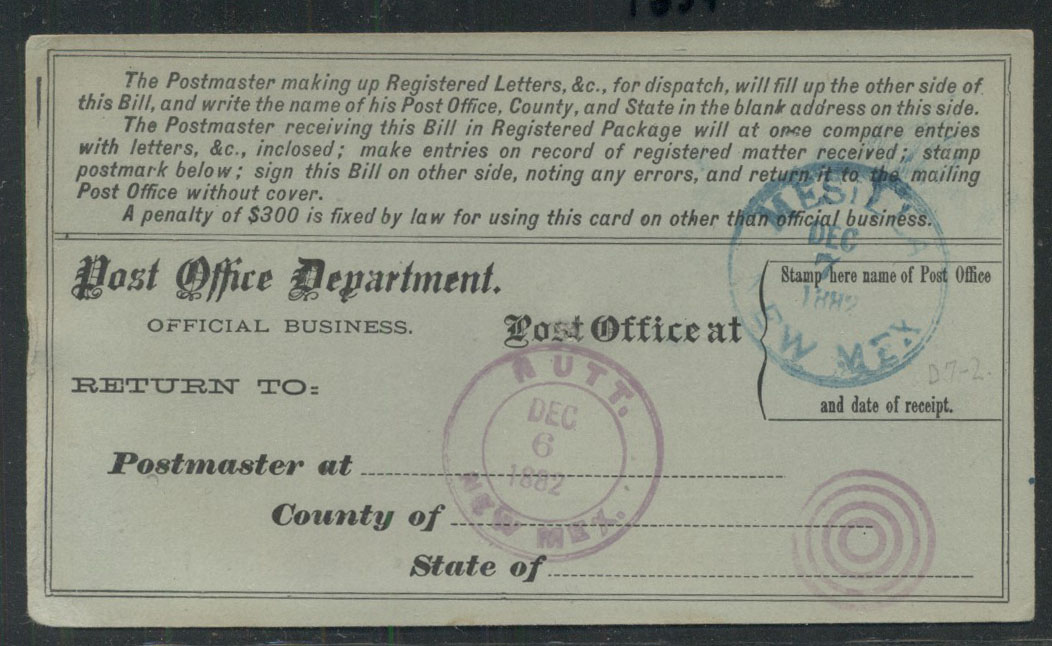 The Postmaster making up Registered Letters, &c., for dispatch, will fill up the other side of
this Bill, and write the name of his Post Office, County, and State in the blank address on this side.
The Postmaster receiving this Bill in Registered Package will at once compare entries
with letters, &c., inclosed; make entries on record of registered matter received; stamp
postmark below; sign this Bill on other side, noting any errors, and return it to the mailing
Post Office without cover.
A penalty of $300 is fixed by law for using this card on other than official business.
MESILLA
DEC
7
1882
NEW MEX
Post Office Department.
OFFICIAL BUSINESS.
Post Office at
Stamp here name of Post Office
and date of receipt.
D7-2.
RETURN TO:
NUTT.
DEC
6
1882
NEW MEX.
Postmaster at
County of
State of